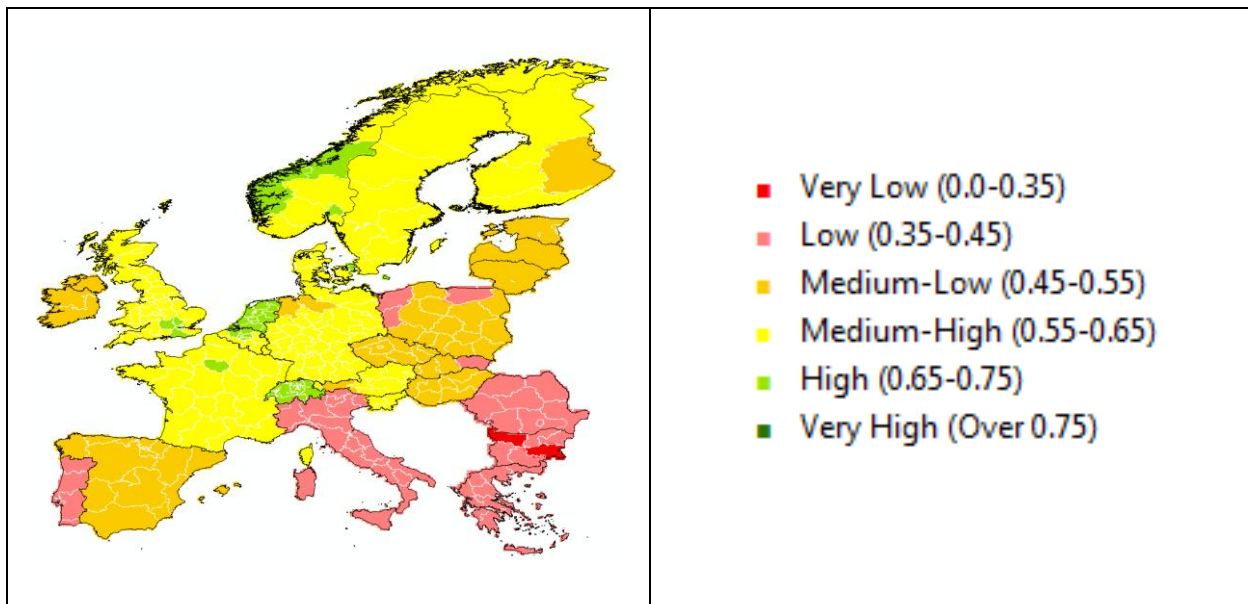 Very Low (0.0-0.35)
Low (0.35-0.45)
Medium-Low (0.45-0.55)
Medium-High (0.55-0.65)
High (0.65-0.75)
Very High (Over 0.75)